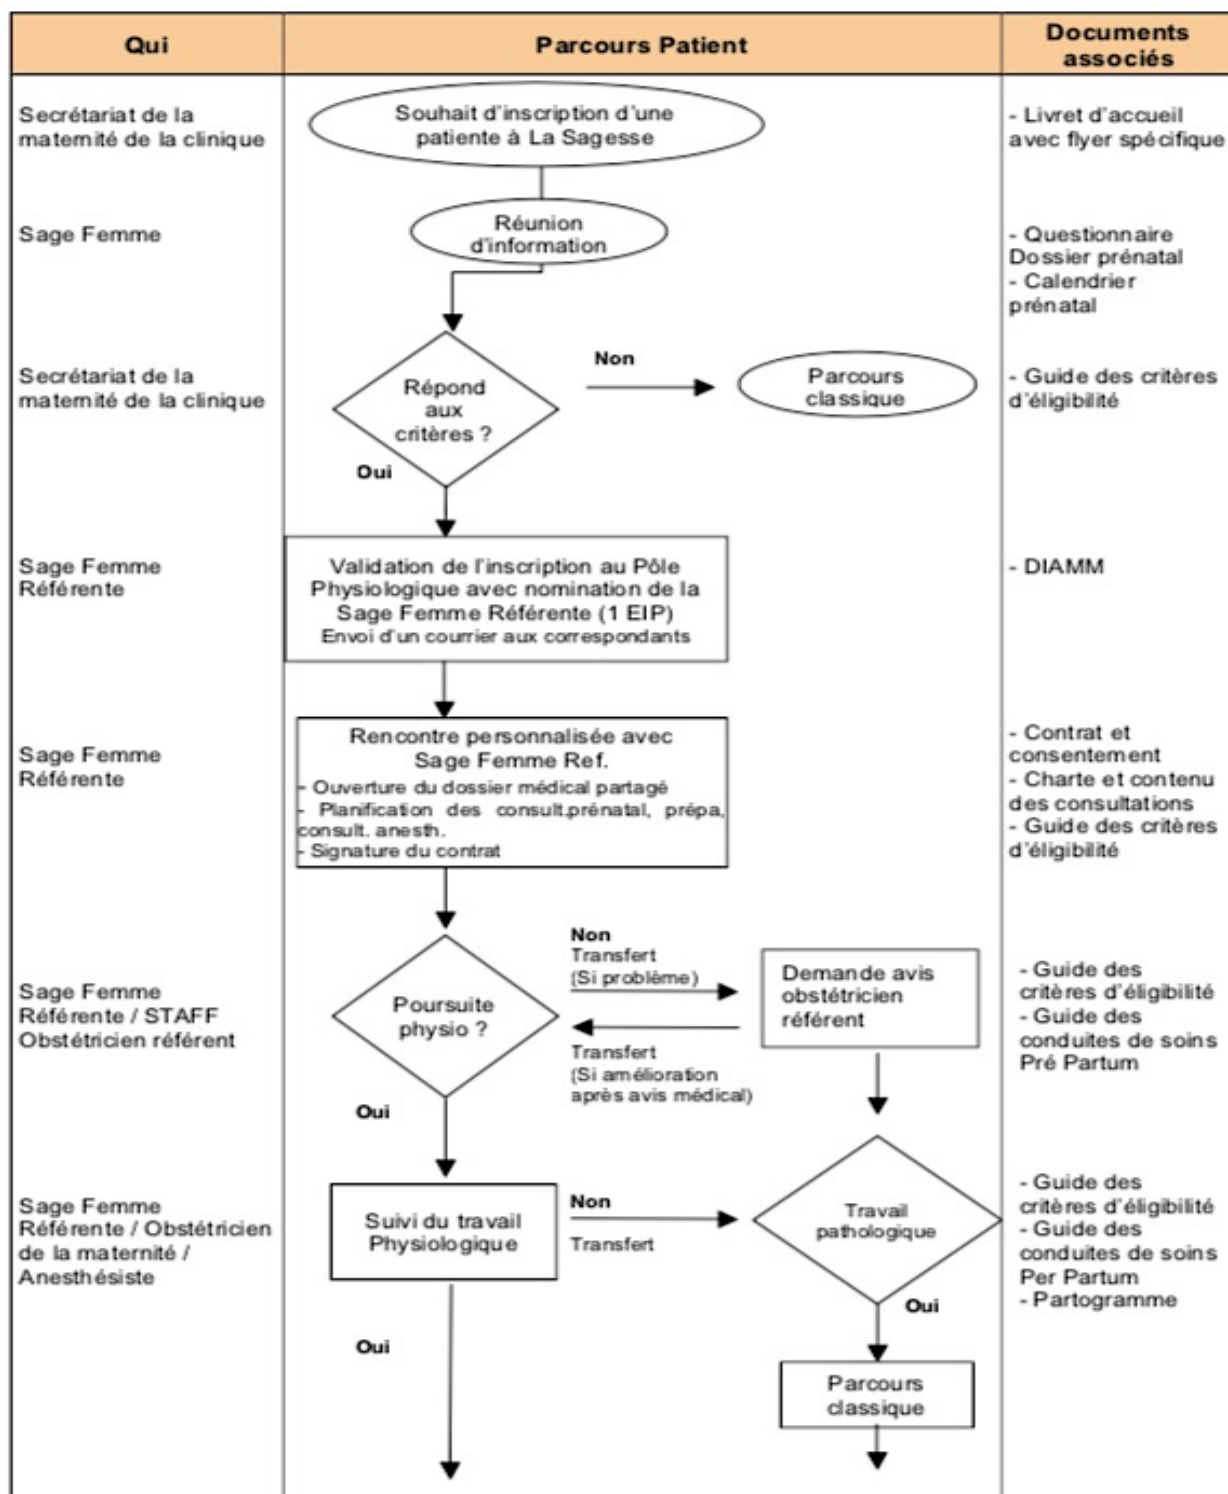 Qui
Parcours Patient
Documents
associés
Secrétariat de la
maternité de la clinique
Souhait d'inscription d'une
patiente à La Sagesse
- Livret d'accueil
avec flyer spécifique
Sage Femme
Réunion
d'information
- Questionnaire
Dossier prénatal
- Calendrier
prénatal
Secrétariat de la
maternité de la clinique
Répond
aux
critères ?
Non
Parcours
classique
- Guide des critères
d'éligibilité
Oui
Sage Femme
Référente
Validation de l'inscription au Pôle
Physiologique avec nomination de la
Sage Femme Référente (1 EIP)
Envoi d'un courrier aux correspondants
- DIAMM
Sage Femme
Référente
Rencontre personnalisée avec
Sage Femme Ref.
- Ouverture du dossier médical partagé
- Planification des consult.prénatal, prépa,
consult. anesth.
- Signature du contrat
- Contrat et
consentement
- Charte et contenu
des consultations
- Guide des critères
d'éligibilité
Sage Femme
Référente / STAFF
Obstétricien référent
Poursuite
physio ?
Non
Transfert
(Si problème)
Transfert
(Si amélioration
après avis médical)
Demande avis
obstétricien
référent
- Guide des
critères d'éligibilité
- Guide des
conduites de soins
Pré Partum
Oui
Sage Femme
Référente / Obstétricien
de la maternité /
Anesthésiste
Suivi du travail
Physiologique
Non
Transfert
Travail
pathologique
- Guide des
critères d'éligibilité
- Guide des
conduites de soins
Per Partum
- Partogramme
Oui
Oui
Parcours
classique